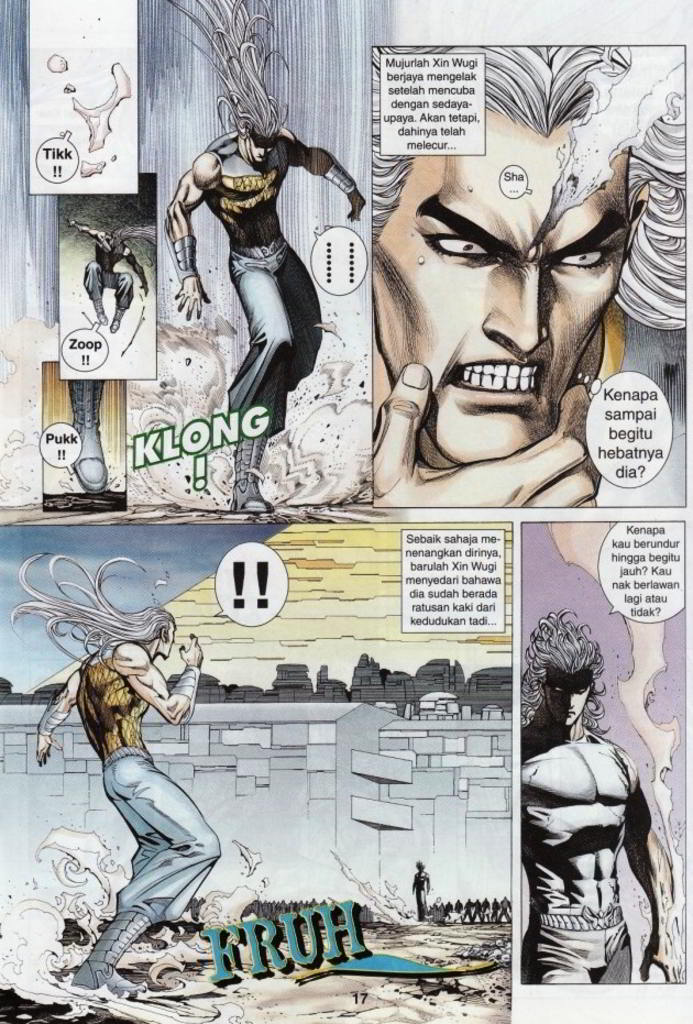 Tikk
!!
Zoop
!!
Pukk
!!
KLONG
!
Mujurlah Xin Wugi
berjaya mengelak
setelah mencuba
dengan sedaya-
upaya. Akan tetapi,
dahinya telah
melecur...
Sha
...
Kenapa
sampai
begitu
hebatnya
dia?
!!
Sebaik sahaja me-
nenangkan dirinya,
barulah Xin Wugi
menyedari bahawa
dia sudah berada
ratusan kaki dari
kedudukan tadi...
FRUH
Kenapa
kau berundur
hingga begitu
jauh? Kau
nak berlawan
lagi atau
tidak?
17